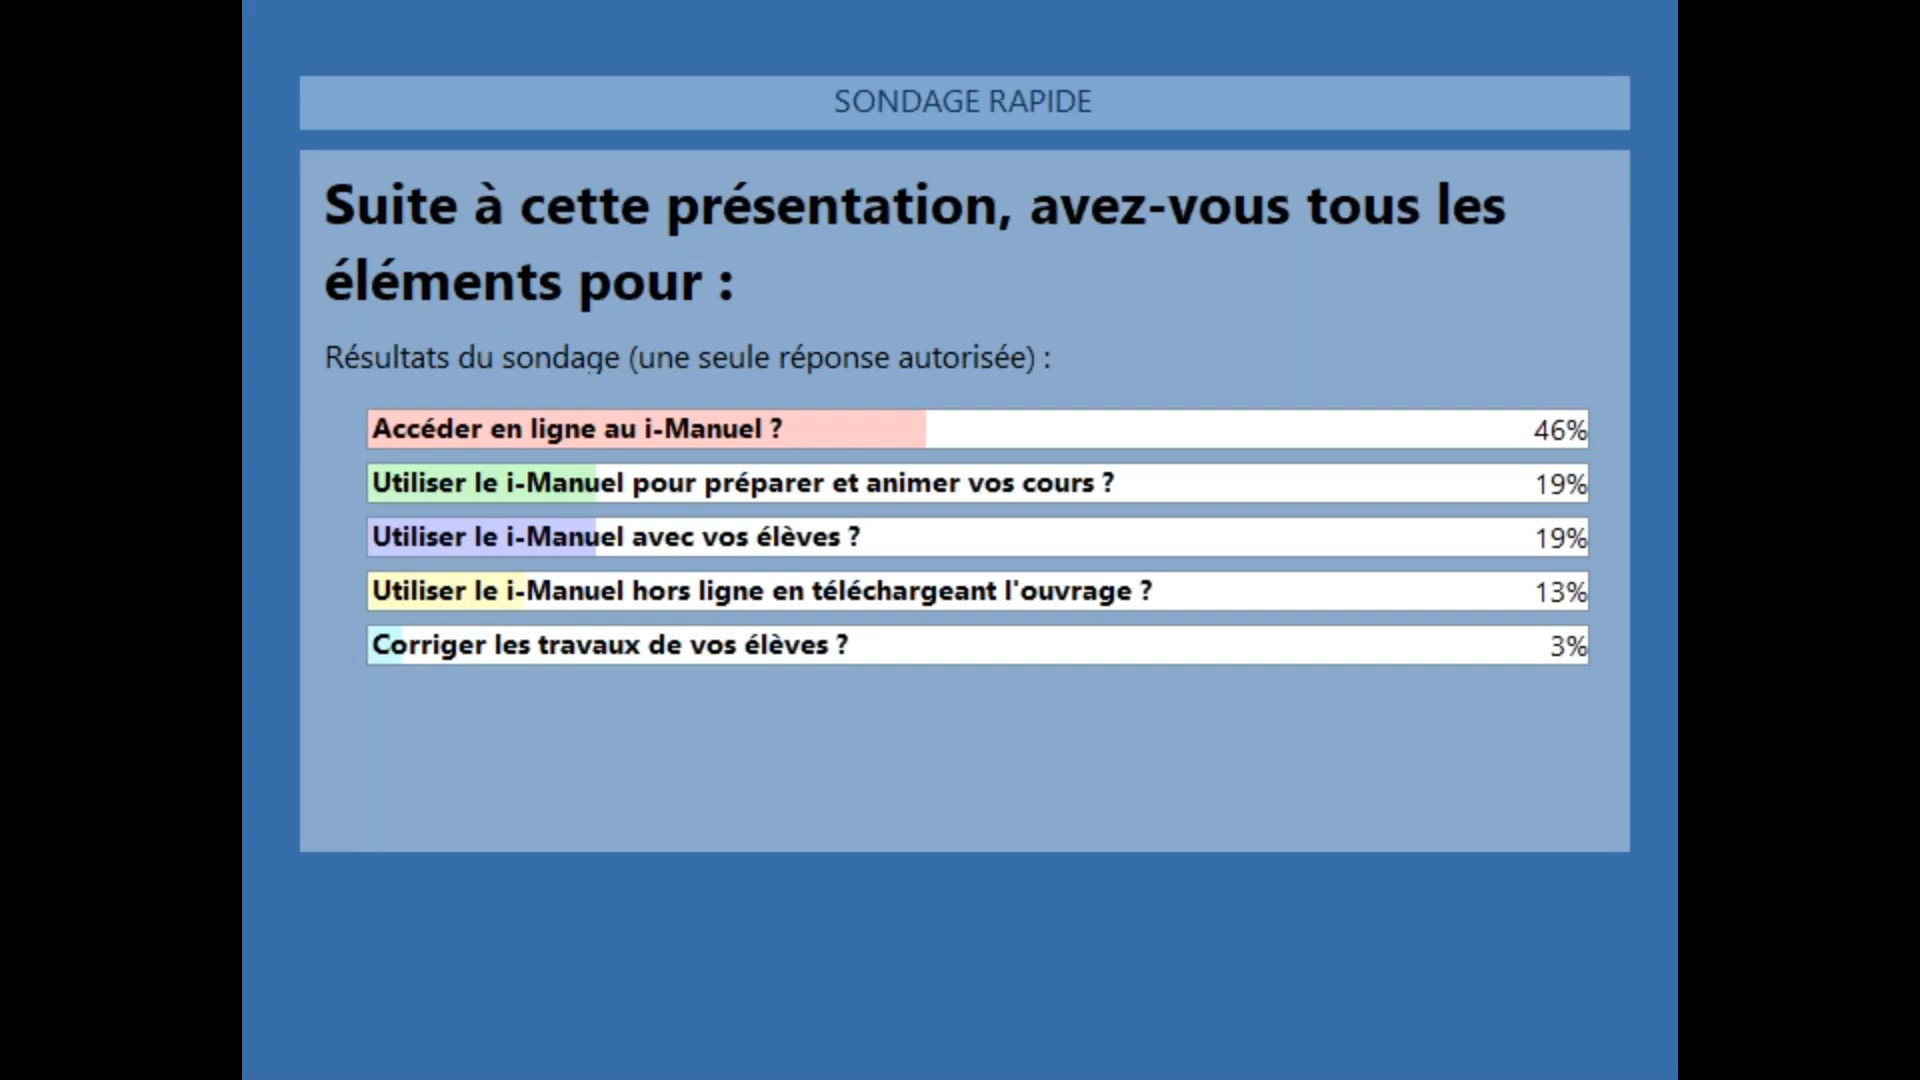 SONDAGE RAPIDE
Suite à cette présentation, avez-vous tous les
éléments pour :
Résultats du sondage (une seule réponse autorisée) :
Accéder en ligne au i-Manuel ? 46%
Utiliser le i-Manuel pour préparer et animer vos cours ? 19%
Utiliser le i-Manuel avec vos élèves ? 19%
Utiliser le i-Manuel hors ligne en téléchargeant l'ouvrage ? 13%
Corriger les travaux de vos élèves ? 3%